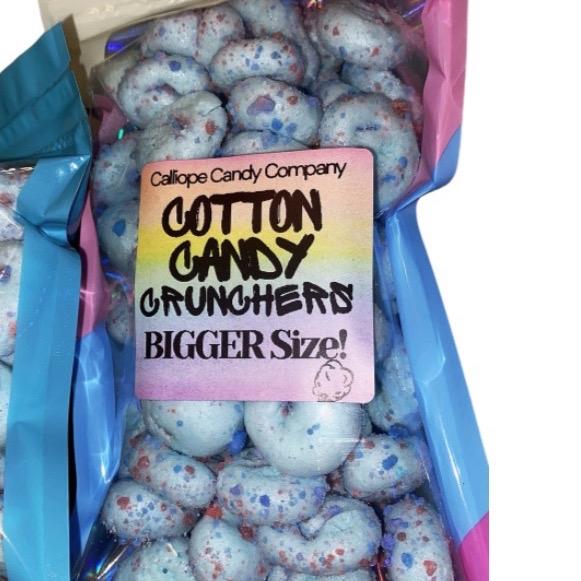 Calliope Candy Company
COTTON
CANDY
CRUNCHERS
BIGGER Size!